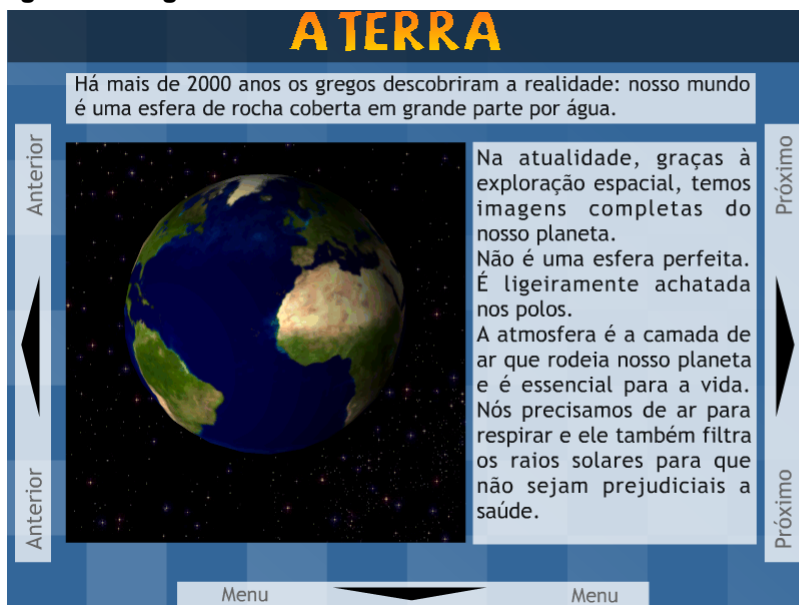 A TERRA
Há mais de 2000 anos os gregos descobriram a realidade: nosso mundo
é uma esfera de rocha coberta em grande parte por água.
Anterior
Próximo
Na atualidade, graças à
exploração espacial, temos
imagens completas do
nosso planeta.
Não é uma esfera perfeita.
É ligeiramente achatada
nos polos.
A atmosfera é a camada de
ar que rodeia nosso planeta
e é essencial para a vida.
Nós precisamos de ar para
respirar e ele também filtra
os raios solares para que
não sejam prejudiciais a
saúde.
Anterior
Próximo
Menu
Menu